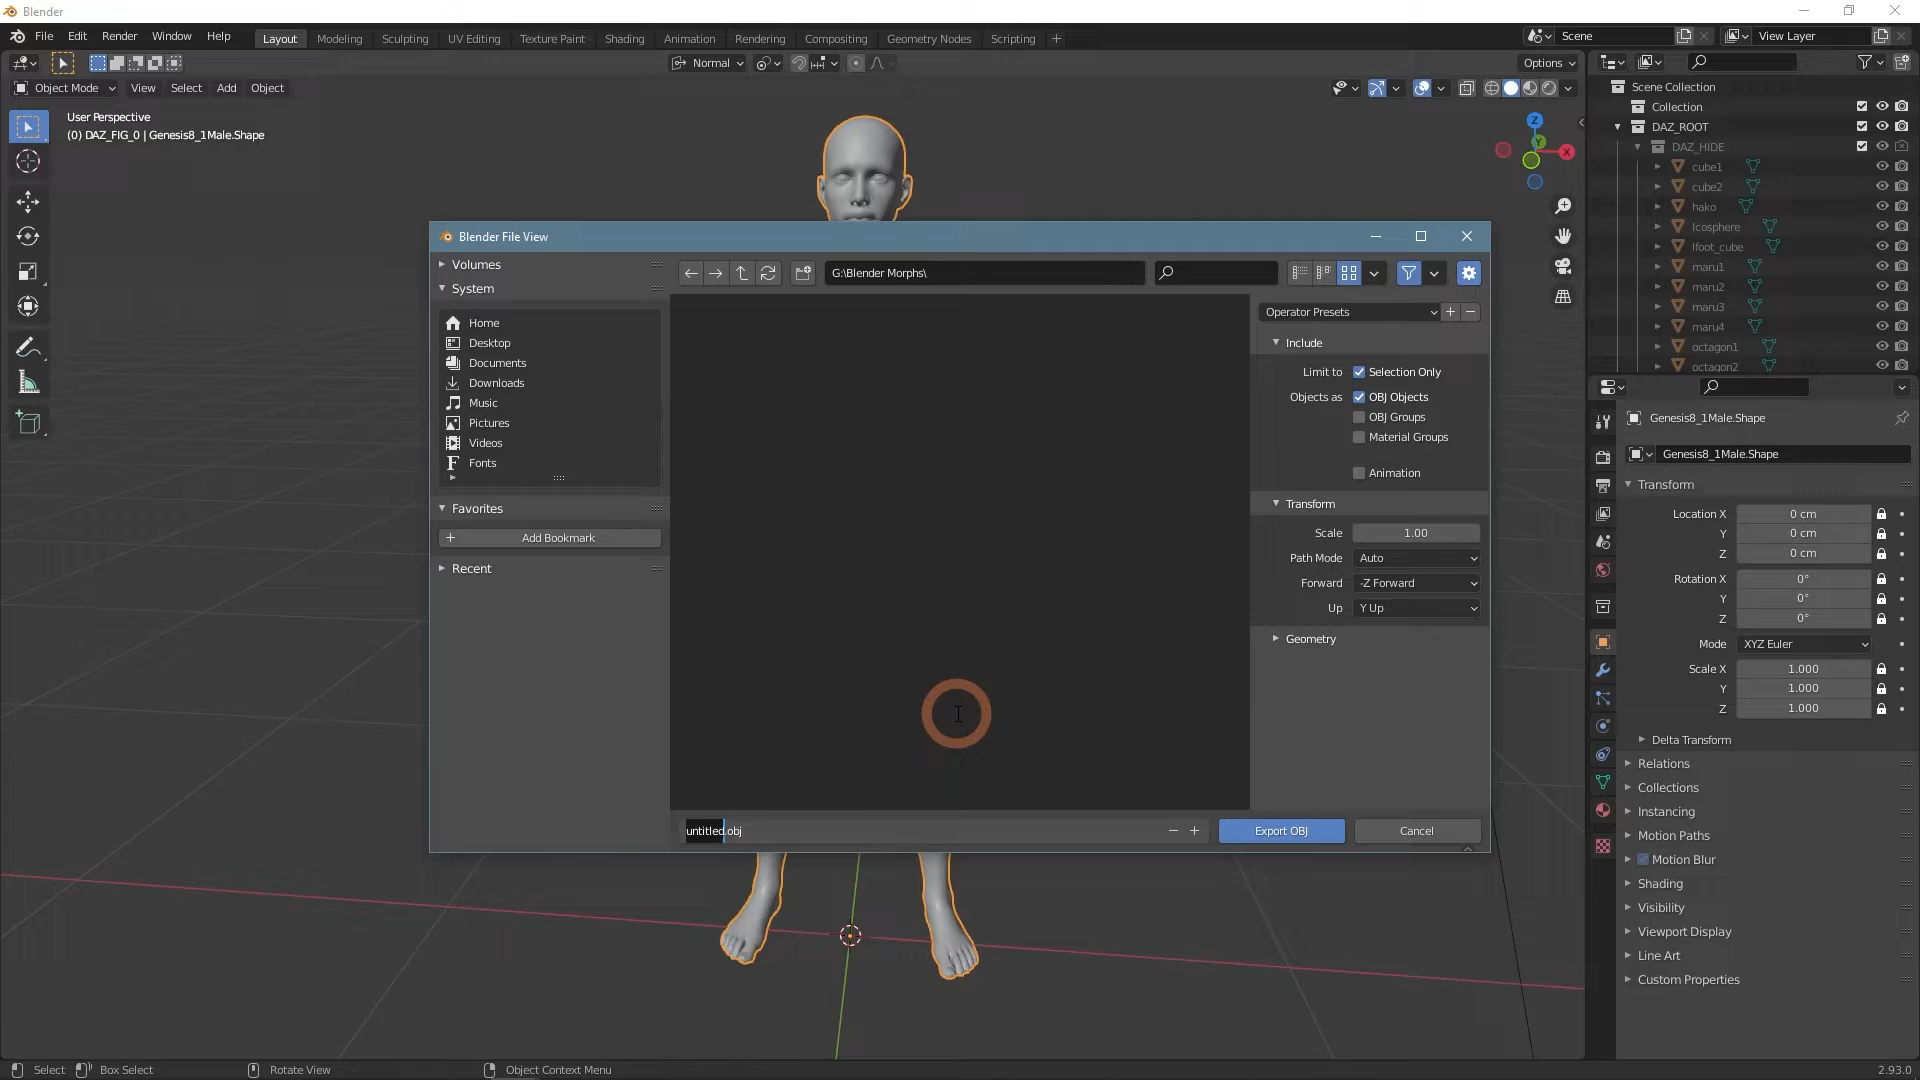 Blender
File Edit Render Window Help
Layout Modeling Sculpting UV Editing Texture Paint Shading Animation Rendering Compositing Geometry Nodes Scripting +
Scene
View Layer
Normal
Options
Object Mode View Select Add Object
User Perspective
(0) DAZ_FIG_0 | Genesis8_1Male.Shape
Z
Y
X
Scene Collection
Collection
DAZ_ROOT
DAZ_HIDE
cube1
cube2
hako
Icosphere
lfoot_cube
maru1
maru2
maru3
maru4
octagon1
octagon2
Blender File View
Volumes
System
Home
Desktop
Documents
Downloads
Music
Pictures
Videos
Fonts
Favorites
Add Bookmark
Recent
G:\Blender Morphs\
Operator Presets
Include
Limit to Selection Only
Objects as OBJ Objects
OBJ Groups
Material Groups
Animation
Transform
Scale 1.00
Path Mode Auto
Forward -Z Forward
Up Y Up
Geometry
untitled.obj
Export OBJ
Cancel
Genesis8_1Male.Shape
Genesis8_1Male.Shape
Transform
Location X 0 cm
Y 0 cm
Z 0 cm
Rotation X 0°
Y 0°
Z 0°
Mode XYZ Euler
Scale X 1.000
Y 1.000
Z 1.000
Delta Transform
Relations
Collections
Instancing
Motion Paths
Motion Blur
Shading
Visibility
Viewport Display
Line Art
Custom Properties
Select Box Select Rotate View Object Context Menu
2.93.0